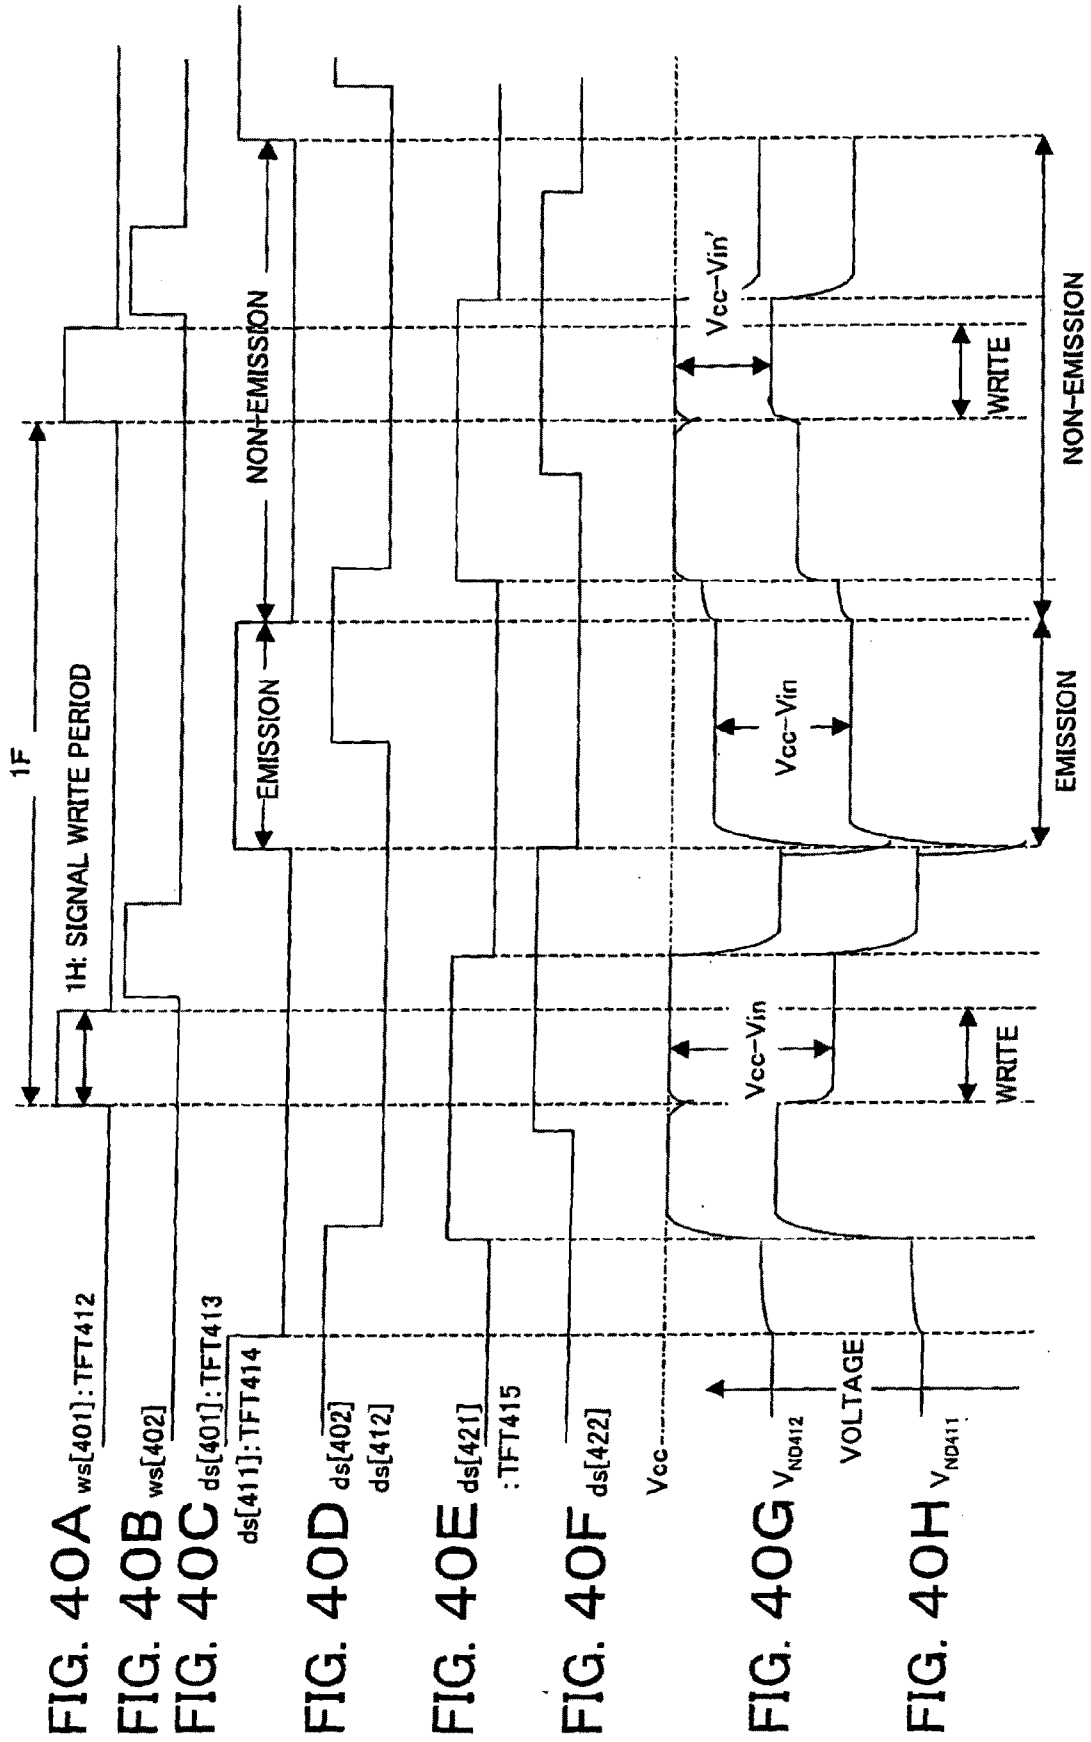 FIG. 40A ws[401]:TFT412
FIG. 40B ws[402]
FIG. 40C ds[401]:TFT413
ds[411]:TFT414
FIG. 40D ds[402]
ds[412]
FIG. 40E ds[421]
:TFT415
FIG. 40F ds[422]
Vcc
FIG. 40G VND412
VOLTAGE
FIG. 40H VND411
1F
1H: SIGNAL WRITE PERIOD
EMISSION
NON-EMISSION
Vcc-Vin
Vcc-Vin
Vcc-Vin'
WRITE
WRITE
EMISSION
NON-EMISSION